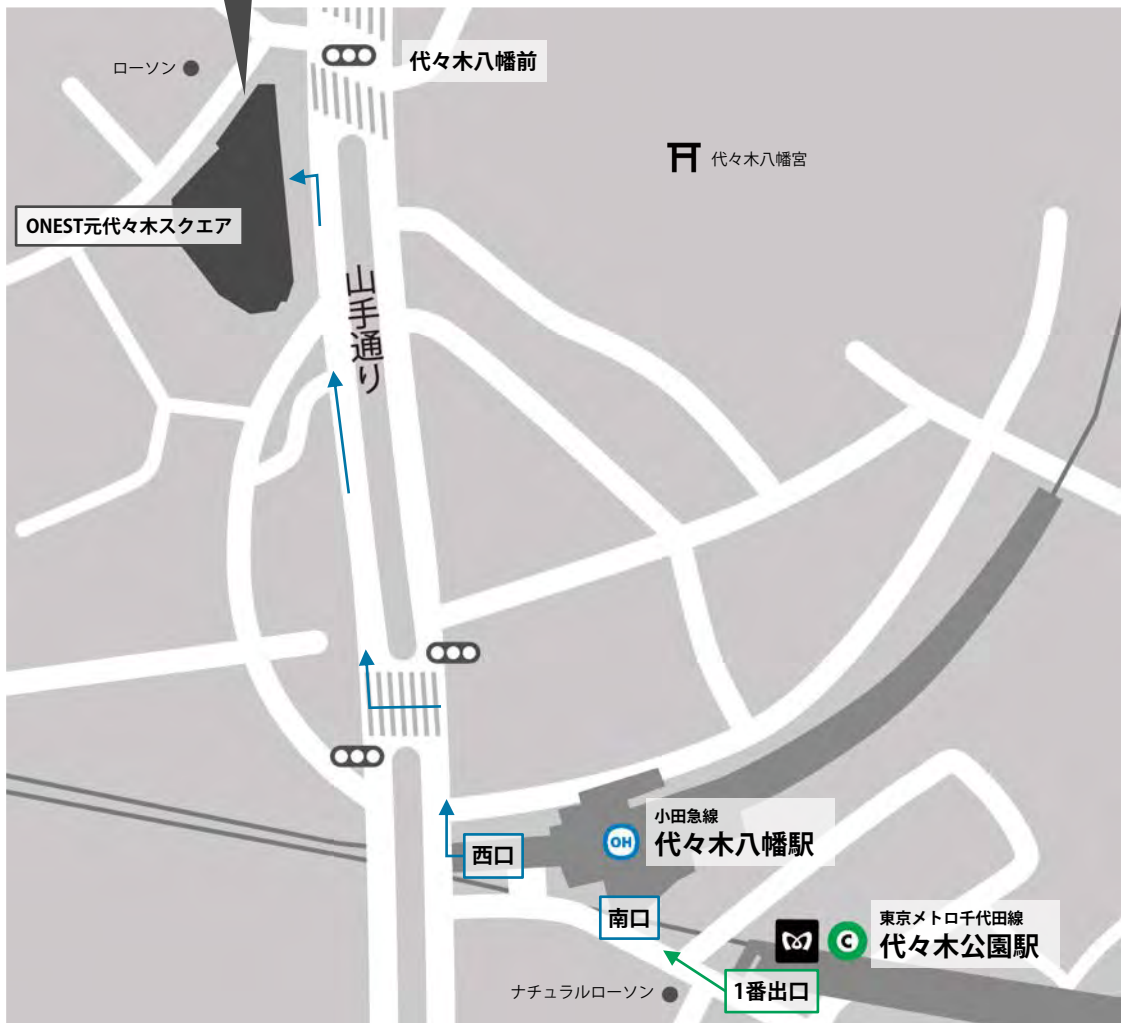 ローソン
代々木八幡前
代々木八幡宮
ONEST元代々木スクエア
山手通り
小田急線
OH
代々木八幡駅
西口
南口
東京メトロ千代田線
C
代々木公園駅
1番出口
ナチュラルローソン